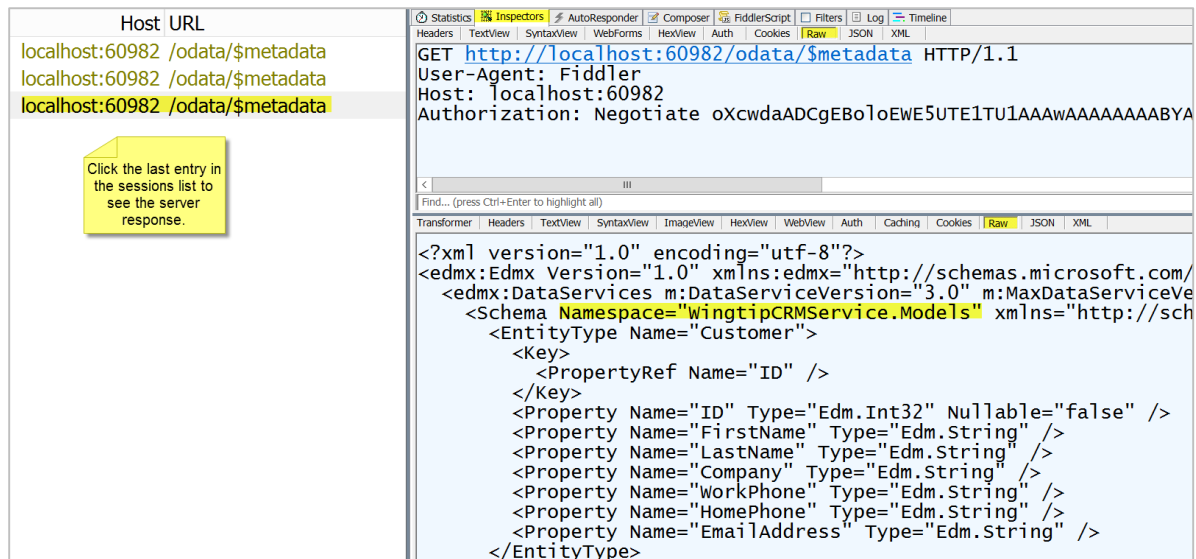 Host URL
localhost:60982 /odata/$metadata
localhost:60982 /odata/$metadata
localhost:60982 /odata/$metadata
Click the last entry in
the sessions list to
see the server
response.
Statistics Inspectors AutoResponder Composer FiddlerScript Filters Log Timeline
Headers TextView SyntaxView WebForms HexView Auth Cookies Raw JSON XML
GET http://localhost:60982/odata/$metadata HTTP/1.1
User-Agent: Fiddler
Host: localhost:60982
Authorization: Negotiate oXcwdaADCgEBoloEWE5UTE1TU1AAAwAAAAAAAABYA
Find... (press Ctrl+Enter to highlight all)
Transformer Headers TextView SyntaxView ImageView HexView WebView Auth Caching Cookies Raw JSON XML
<?xml version="1.0" encoding="utf-8"?>
<edmx:Edmx Version="1.0" xmlns:edmx="http://schemas.microsoft.com/
<edmx:DataServices m:DataServiceVersion="3.0" m:MaxDataServiceVe
<Schema Namespace="WingtipCRMService.Models" xmlns="http://sch
<EntityType Name="Customer">
<Key>
<PropertyRef Name="ID" />
</Key>
<Property Name="ID" Type="Edm.Int32" Nullable="false" />
<Property Name="FirstName" Type="Edm.String" />
<Property Name="LastName" Type="Edm.String" />
<Property Name="Company" Type="Edm.String" />
<Property Name="WorkPhone" Type="Edm.String" />
<Property Name="HomePhone" Type="Edm.String" />
<Property Name="EmailAddress" Type="Edm.String" />
</EntityType>